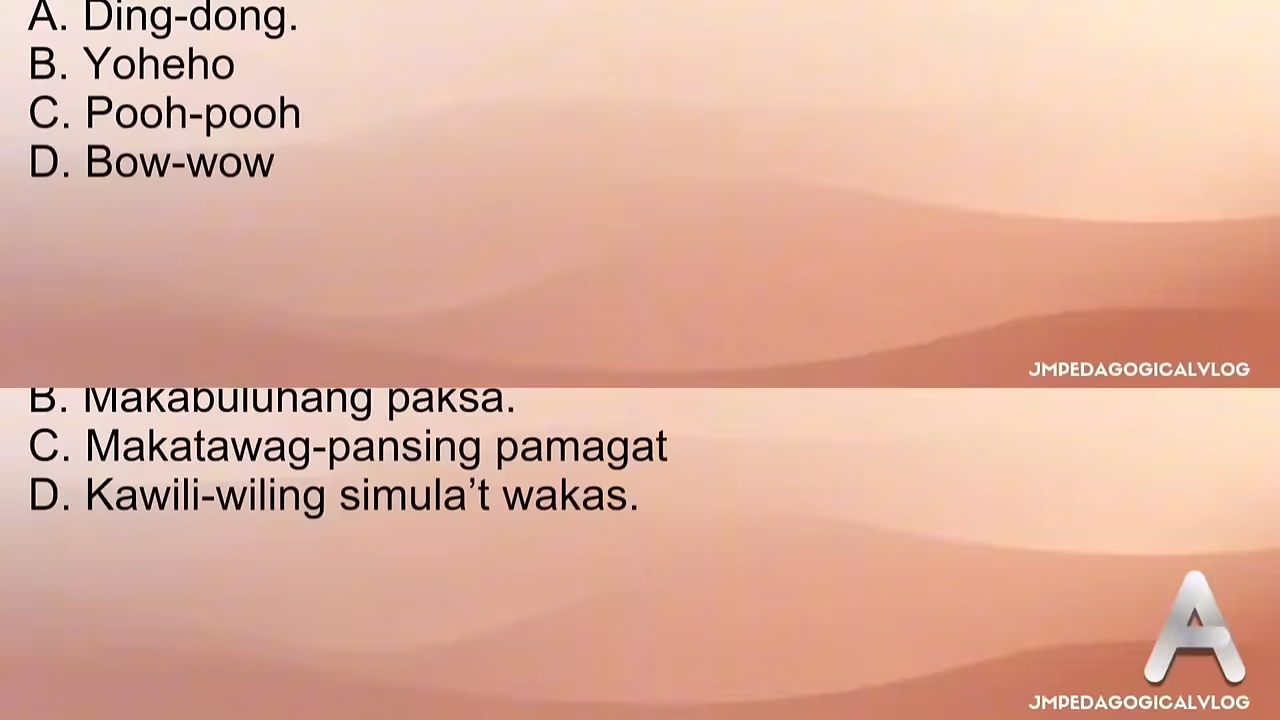 A. Ding-dong.
B. Yoheho
C. Pooh-pooh
D. Bow-wow
JMPEDAGOGICALVLOG
B. Makabuluhang paksa.
C. Makatawag-pansing pamagat
D. Kawili-wiling simula’t wakas.
A
JMPEDAGOGICALVLOG